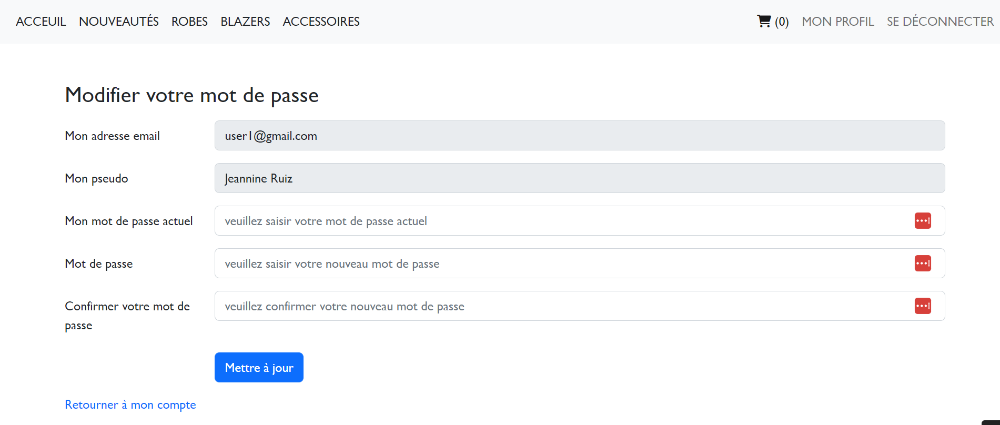 ACCEUIL NOUVEAUTÉS ROBES BLAZERS ACCESSOIRES (0) MON PROFIL SE DÉCONNECTER
Modifier votre mot de passe
Mon adresse email user1@gmail.com
Mon pseudo Jeannine Ruiz
Mon mot de passe actuel veuillez saisir votre mot de passe actuel
Mot de passe veuillez saisir votre nouveau mot de passe
Confirmer votre mot de veuillez confirmer votre nouveau mot de passe
passe
Mettre à jour
Retourner à mon compte